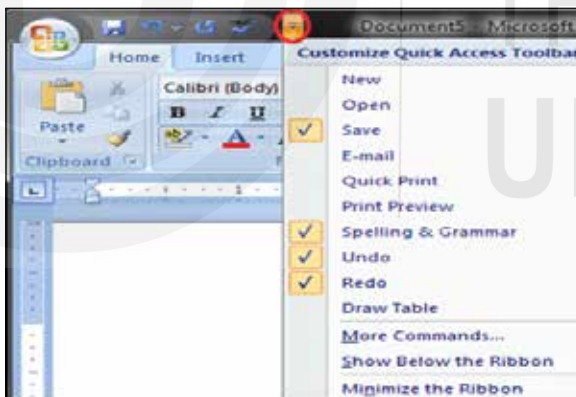 Document5 - Microsoft
Home Insert
Customize Quick Access Toolbar
New
Open
Save
E-mail
Quick Print
Print Preview
Spelling & Grammar
Undo
Redo
Draw Table
More Commands...
Show Below the Ribbon
Minimize the Ribbon
Calibri (Body)
B I U
A
Paste
Clipboard
1
U